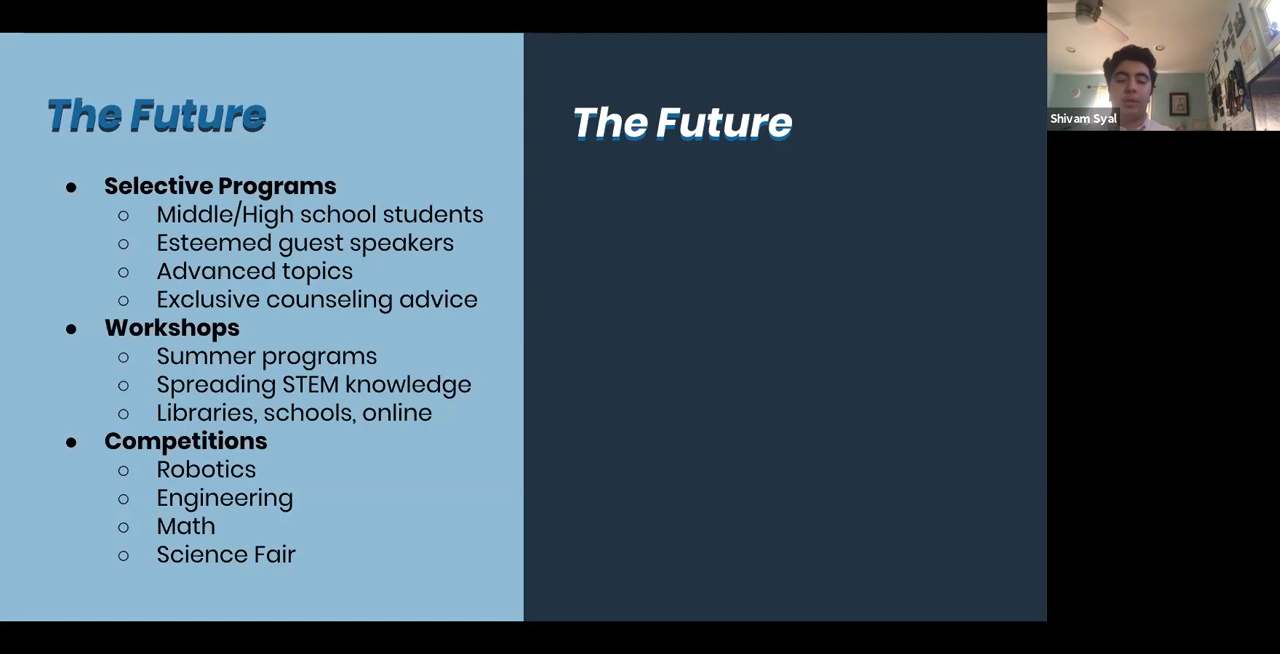 The Future
● Selective Programs
○ Middle/High school students
○ Esteemed guest speakers
○ Advanced topics
○ Exclusive counseling advice
● Workshops
○ Summer programs
○ Spreading STEM knowledge
○ Libraries, schools, online
● Competitions
○ Robotics
○ Engineering
○ Math
○ Science Fair
The Future
Shivam Syal